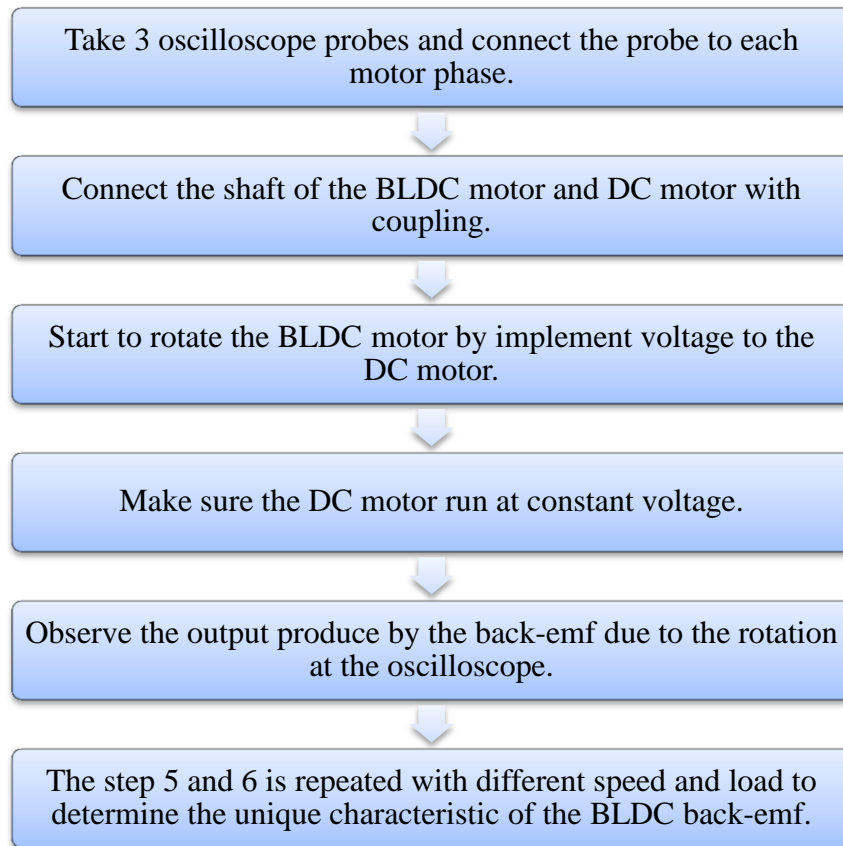 Take 3 oscilloscope probes and connect the probe to each
motor phase.
Connect the shaft of the BLDC motor and DC motor with
coupling.
Start to rotate the BLDC motor by implement voltage to the
DC motor.
Make sure the DC motor run at constant voltage.
Observe the output produce by the back-emf due to the rotation
at the oscilloscope.
The step 5 and 6 is repeated with different speed and load to
determine the unique characteristic of the BLDC back-emf.